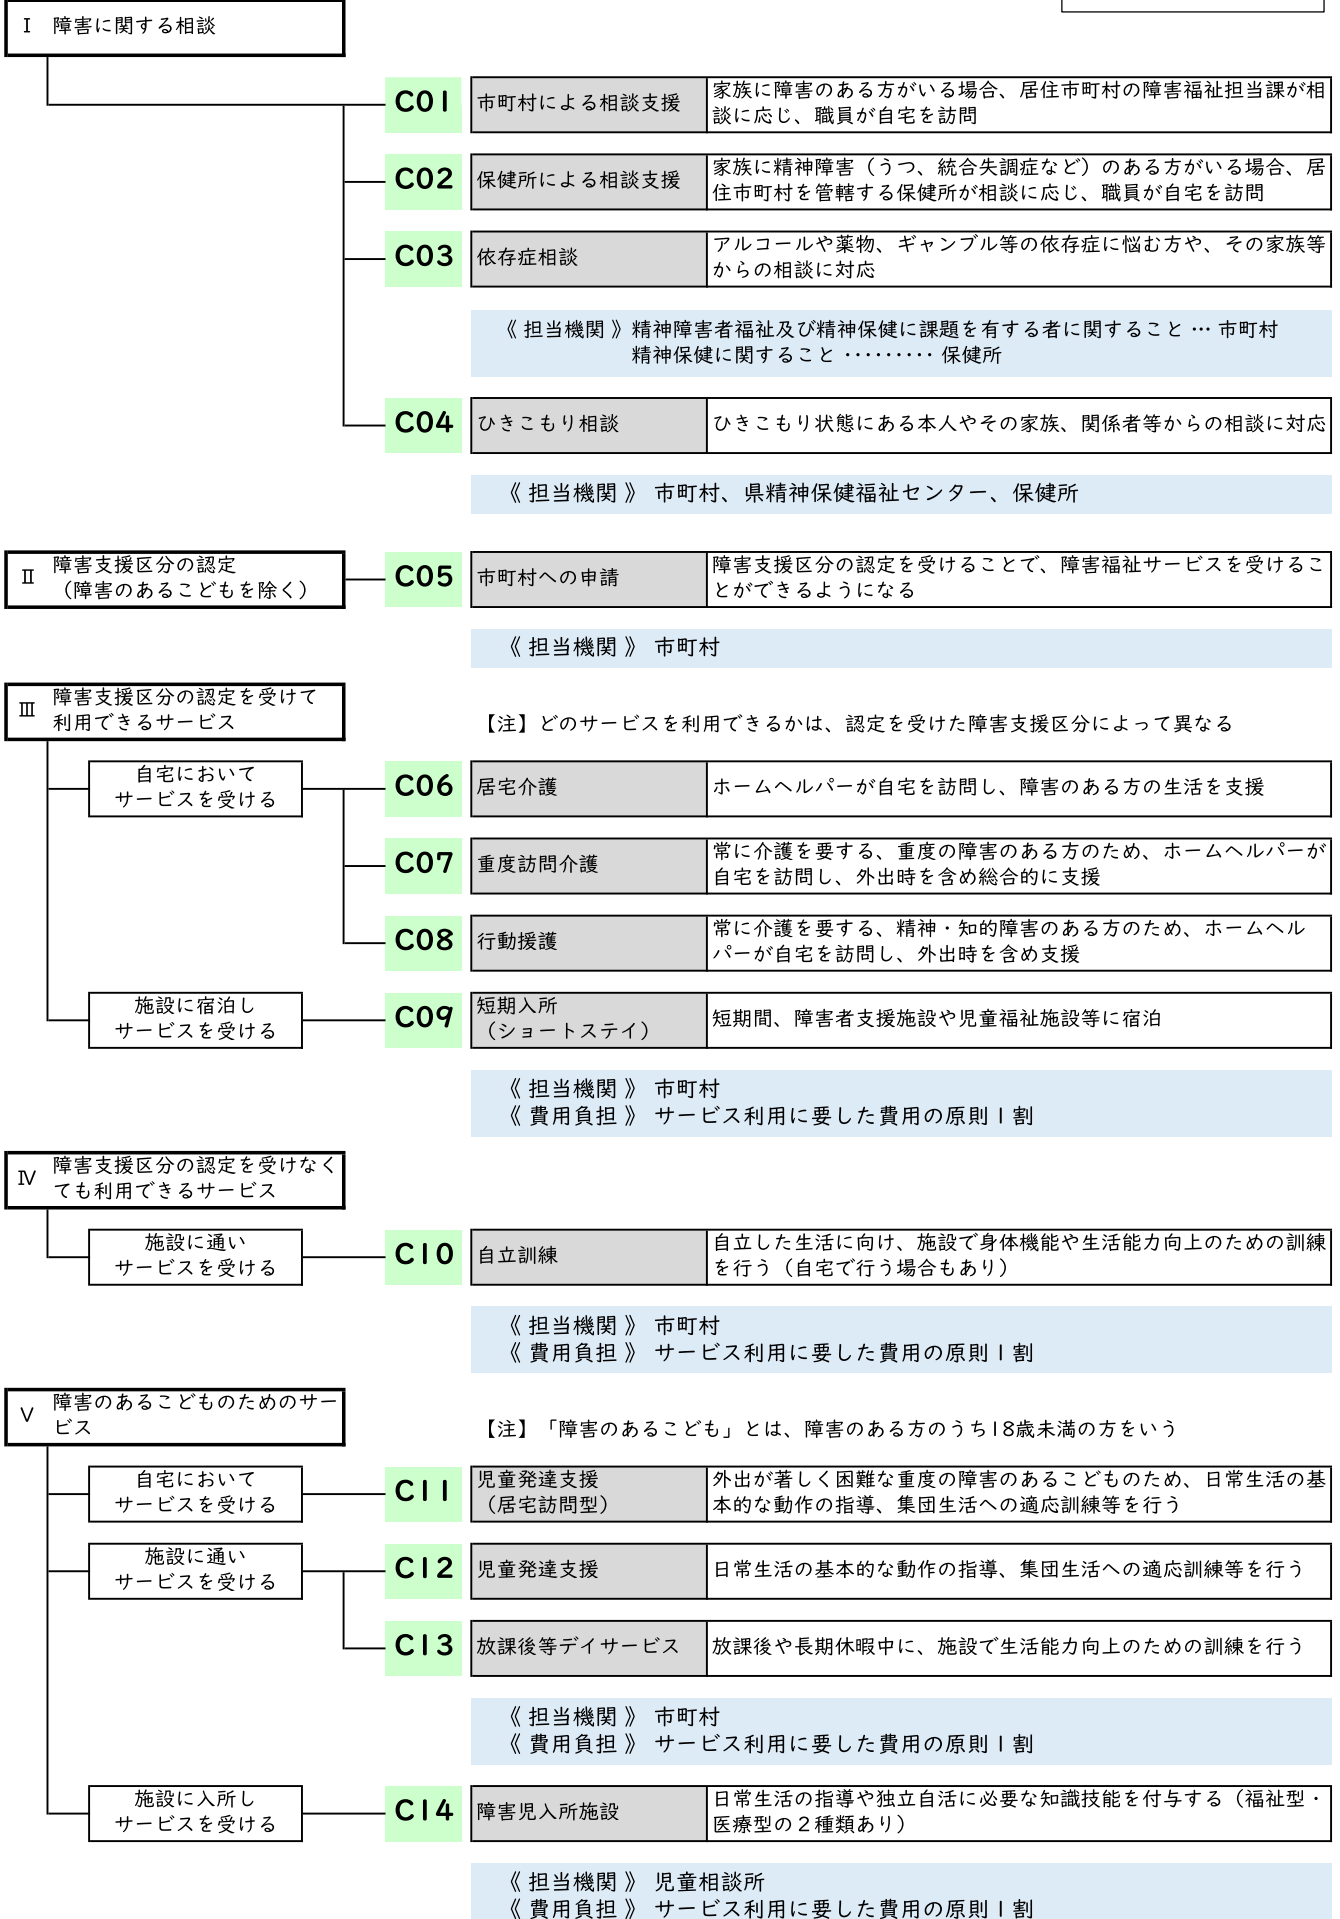 Ⅰ 障害に関する相談
C01 市町村による相談支援
家族に障害のある方がいる場合、居住市町村の障害福祉担当課が相
談に応じ、職員が自宅を訪問
C02 保健所による相談支援
家族に精神障害（うつ、統合失調症など）のある方がいる場合、居
住市町村を管轄する保健所が相談に応じ、職員が自宅を訪問
C03 依存症相談
アルコールや薬物、ギャンブル等の依存症に悩む方や、その家族等
からの相談に対応
《 担当機関 》精神障害者福祉及び精神保健に課題を有する者に関すること … 市町村
精神保健に関すること ‥‥‥‥‥ 保健所
C04 ひきこもり相談 ひきこもり状態にある本人やその家族、関係者等からの相談に対応
《 担当機関 》 市町村、県精神保健福祉センター、保健所
Ⅱ 障害支援区分の認定
（障害のあるこどもを除く）
C05 市町村への申請
障害支援区分の認定を受けることで、障害福祉サービスを受けるこ
とができるようになる
《 担当機関 》 市町村
Ⅲ 障害支援区分の認定を受けて
利用できるサービス
【注】どのサービスを利用できるかは、認定を受けた障害支援区分によって異なる
自宅において
サービスを受ける
C06 居宅介護 ホームヘルパーが自宅を訪問し、障害のある方の生活を支援
C07 重度訪問介護
常に介護を要する、重度の障害のある方のため、ホームヘルパーが
自宅を訪問し、外出時を含め総合的に支援
C08 行動援護
常に介護を要する、精神・知的障害のある方のため、ホームヘル
パーが自宅を訪問し、外出時を含め支援
施設に宿泊し
サービスを受ける
C09 短期入所
（ショートステイ）
短期間、障害者支援施設や児童福祉施設等に宿泊
《 担当機関 》 市町村
《 費用負担 》 サービス利用に要した費用の原則１割
Ⅳ 障害支援区分の認定を受けなく
ても利用できるサービス
施設に通い
サービスを受ける
C10 自立訓練
自立した生活に向け、施設で身体機能や生活能力向上のための訓練
を行う（自宅で行う場合もあり）
《 担当機関 》 市町村
《 費用負担 》 サービス利用に要した費用の原則１割
Ⅴ 障害のあるこどものためのサー
ビス
【注】「障害のあるこども」とは、障害のある方のうち18歳未満の方をいう
自宅において
サービスを受ける
C11 児童発達支援
（居宅訪問型）
外出が著しく困難な重度の障害のあるこどものため、日常生活の基
本的な動作の指導、集団生活への適応訓練等を行う
施設に通い
サービスを受ける
C12 児童発達支援 日常生活の基本的な動作の指導、集団生活への適応訓練等を行う
C13 放課後等デイサービス 放課後や長期休暇中に、施設で生活能力向上のための訓練を行う
《 担当機関 》 市町村
《 費用負担 》 サービス利用に要した費用の原則１割
施設に入所し
サービスを受ける
C14 障害児入所施設
日常生活の指導や独立自活に必要な知識技能を付与する（福祉型・
医療型の２種類あり）
《 担当機関 》 児童相談所
《 費用負担 》 サービス利用に要した費用の原則１割